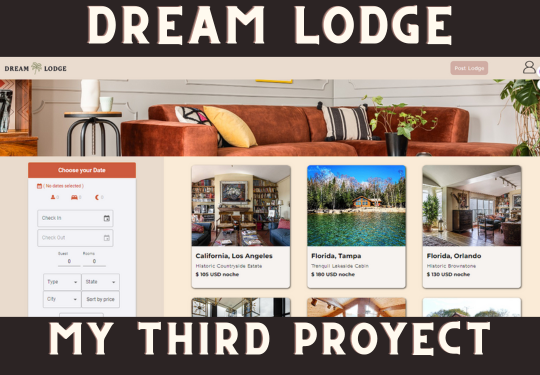 DREAM LODGE
DREAM LODGE
Post Lodge
Choose your Date
( No dates selected )
0 0 0
Check In
Check Out
Guest Rooms
0 0
Type State
City Sort by price
California, Los Angeles
Historic Countryside Estate
$ 105 USD noche
Florida, Tampa
Tranquil Lakeside Cabin
$ 180 USD noche
Florida, Orlando
Historic Brownstone
$ 130 USD noche
MY THIRD PROYECT